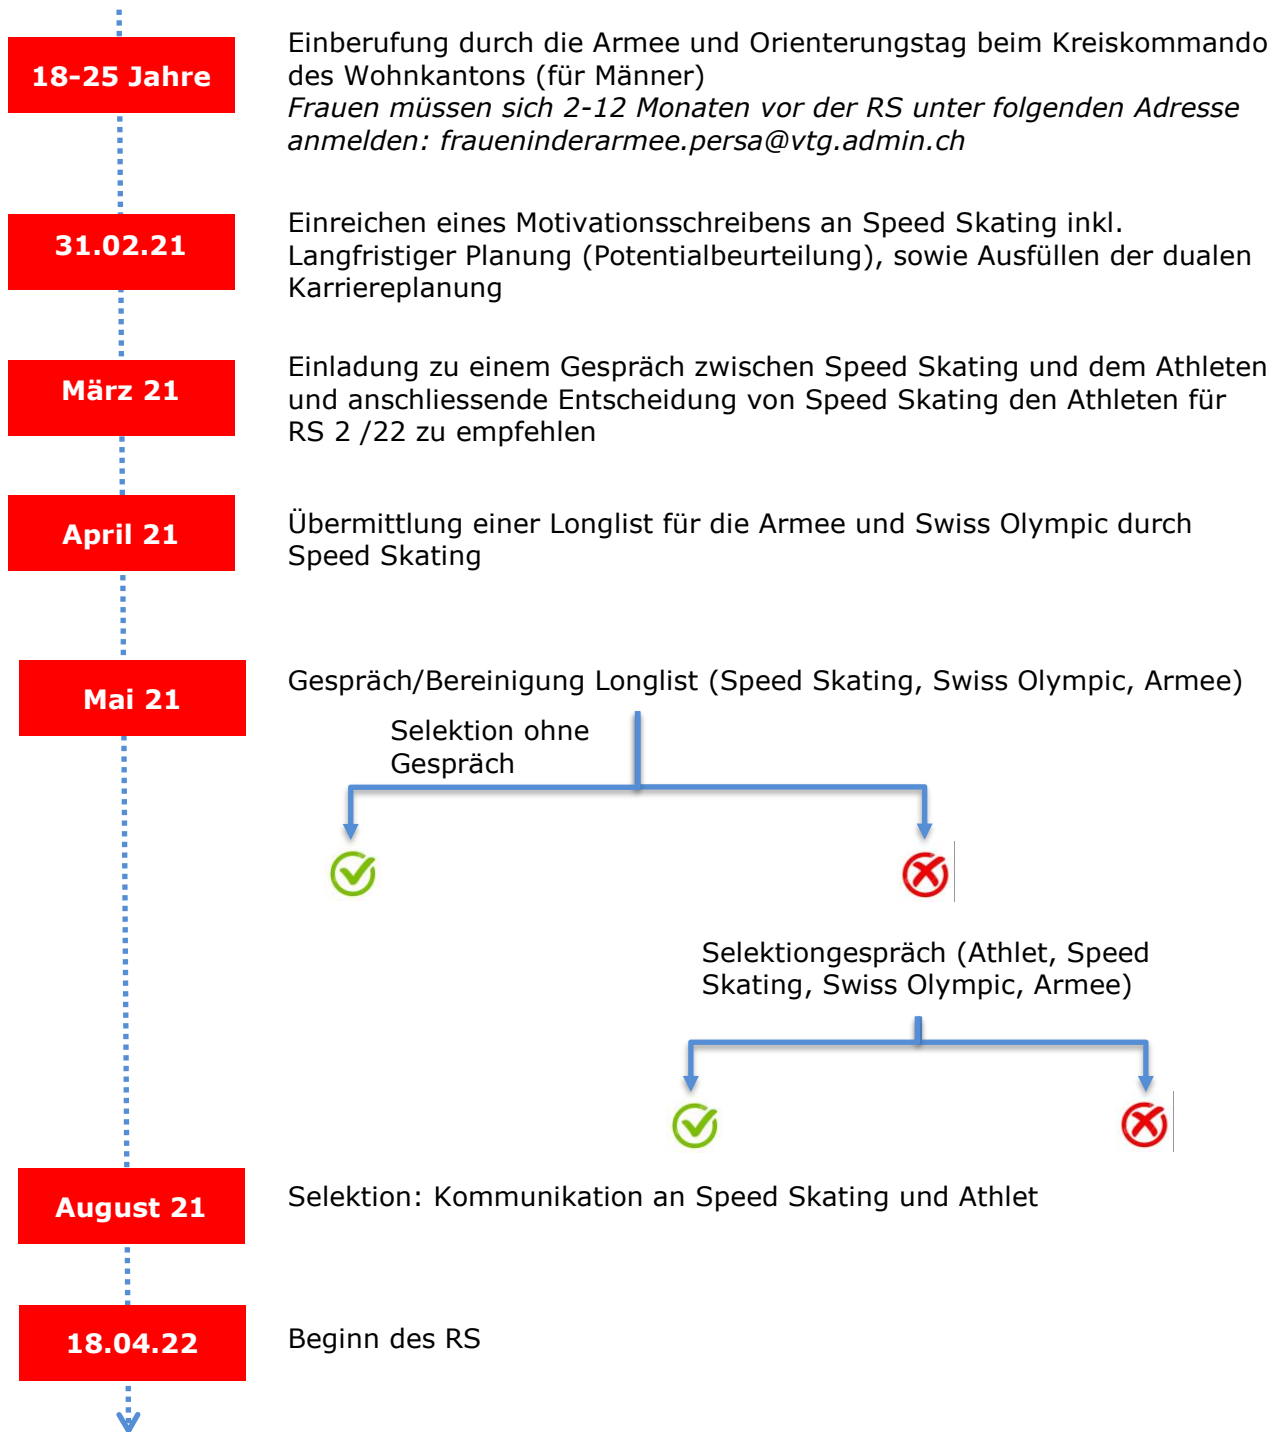 18-25 Jahre
Einberufung durch die Armee und Orienterungstag beim Kreiskommando
des Wohnkantons (für Männer)
Frauen müssen sich 2-12 Monaten vor der RS unter folgenden Adresse
anmelden: fraueninderarmee.persa@vtg.admin.ch
31.02.21
Einreichen eines Motivationsschreibens an Speed Skating inkl.
Langfristiger Planung (Potentialbeurteilung), sowie Ausfüllen der dualen
Karriereplanung
März 21
Einladung zu einem Gespräch zwischen Speed Skating und dem Athleten
und anschliessende Entscheidung von Speed Skating den Athleten für
RS 2 /22 zu empfehlen
April 21
Übermittlung einer Longlist für die Armee und Swiss Olympic durch
Speed Skating
Mai 21
Gespräch/Bereinigung Longlist (Speed Skating, Swiss Olympic, Armee)
Selektion ohne
Gespräch
Selektiongespräch (Athlet, Speed
Skating, Swiss Olympic, Armee)
August 21
Selektion: Kommunikation an Speed Skating und Athlet
18.04.22
Beginn des RS